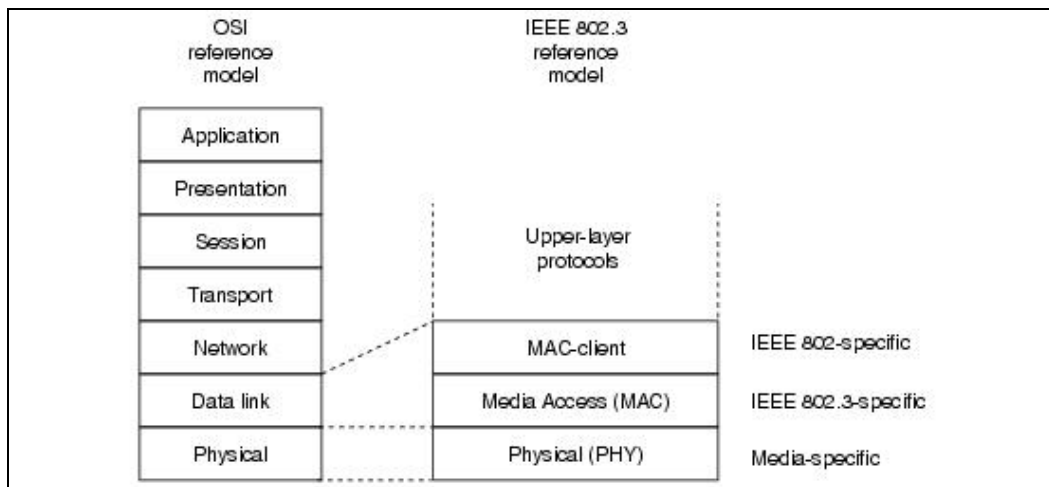 OSI
reference
model
IEEE 802.3
reference
model
Application
Presentation
Session
Transport
Network
Data link
Physical
Upper-layer
protocols
MAC-client
Media Access (MAC)
Physical (PHY)
IEEE 802-specific
IEEE 802.3-specific
Media-specific